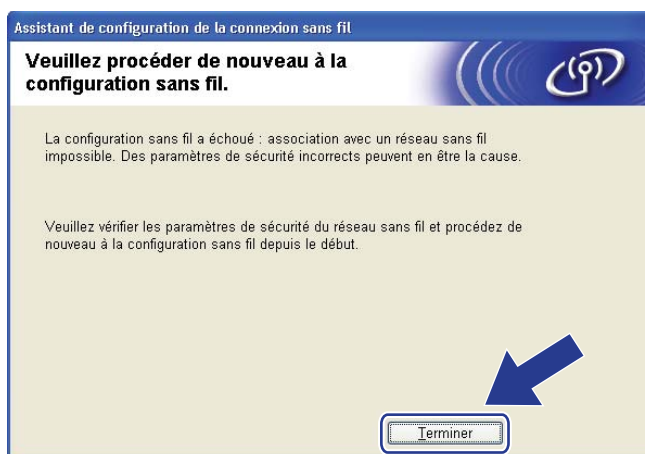 Assistant de configuration de la connexion sans fil
Veuillez procéder de nouveau à la
configuration sans fil.
La configuration sans fil a échoué : association avec un réseau sans fil
impossible. Des paramètres de sécurité incorrects peuvent en être la cause.
Veuillez vérifier les paramètres de sécurité du réseau sans fil et procédez de
nouveau à la configuration sans fil depuis le début.
Terminer